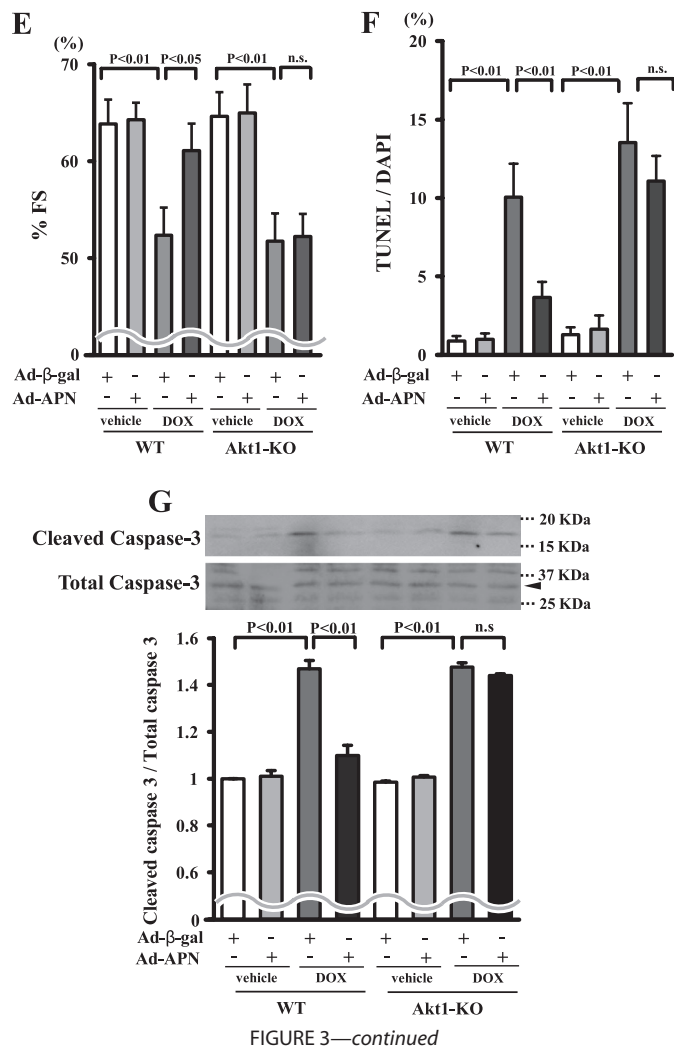 E
(%)
P<0.01 P<0.05 P<0.01 n.s.
70
60
50
0
% FS
Ad-β-gal + - + - + - + -
Ad-APN - + - + - + - +
vehicle DOX vehicle DOX
WT Akt1-KO
F
(%)
P<0.01 P<0.01 P<0.01 n.s.
20
15
10
5
0
TUNEL / DAPI
Ad-β-gal + - + - + - + -
Ad-APN - + - + - + - +
vehicle DOX vehicle DOX
WT Akt1-KO
G
Cleaved Caspase-3
20 KDa
15 KDa
Total Caspase-3
37 KDa
25 KDa
P<0.01 P<0.01 P<0.01 n.s
1.6
1.4
1.2
1
0.8
0.6
0
Cleaved caspase 3 / Total caspase 3
Ad-β-gal + - + - + - + -
Ad-APN - + - + - + - +
vehicle DOX vehicle DOX
WT Akt1-KO
FIGURE 3—continued